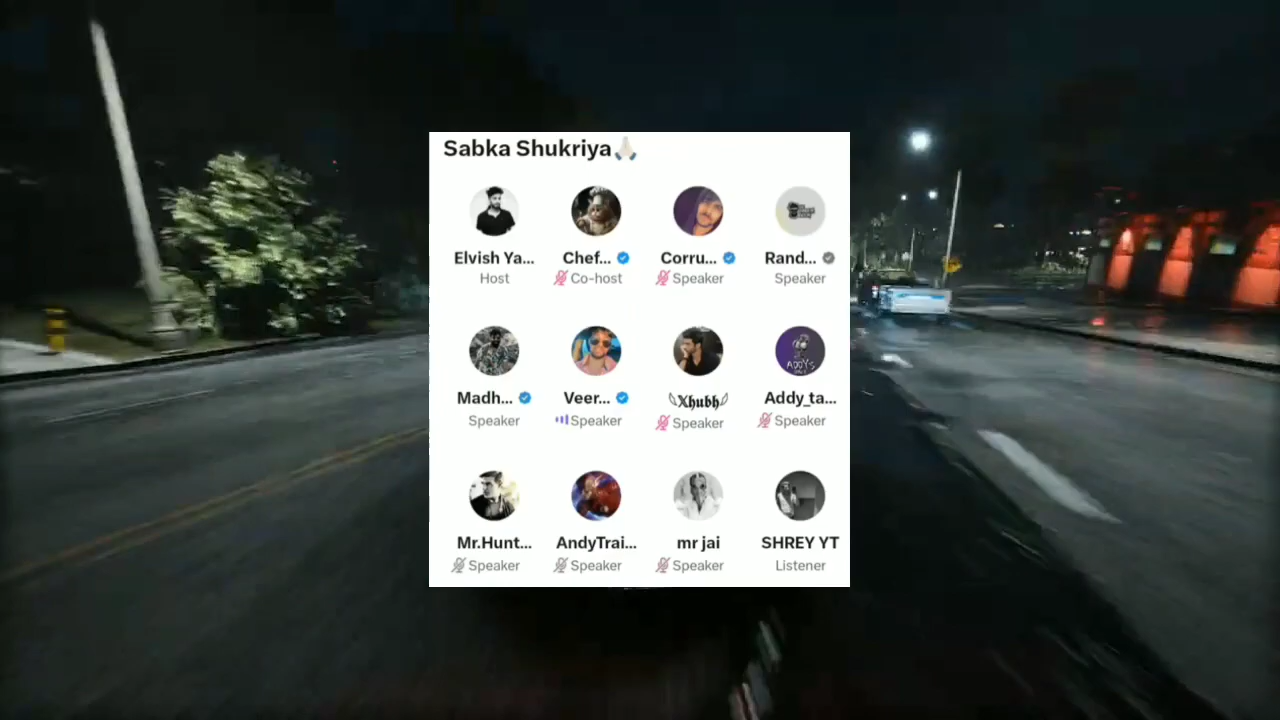 Sabka Shukriya🙏🏻
Elvish Ya... Chef... Corru... Rand...
Host Co-host Speaker Speaker
ADDYS
Madh... Veer... 𝖃𝖍𝖚𝖇𝖍 Addy_ta...
Speaker Speaker Speaker Speaker
Mr.Hunt... AndyTrai... mr jai SHREY YT
Speaker Speaker Speaker Listener